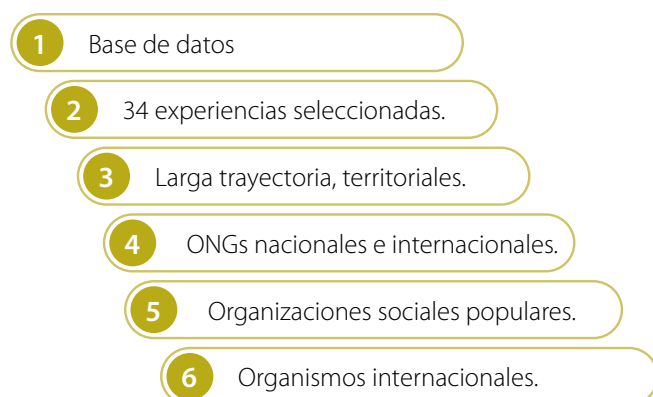 1 Base de datos
2 34 experiencias seleccionadas.
3 Larga trayectoria, territoriales.
4 ONGs nacionales e internacionales.
5 Organizaciones sociales populares.
6 Organismos internacionales.